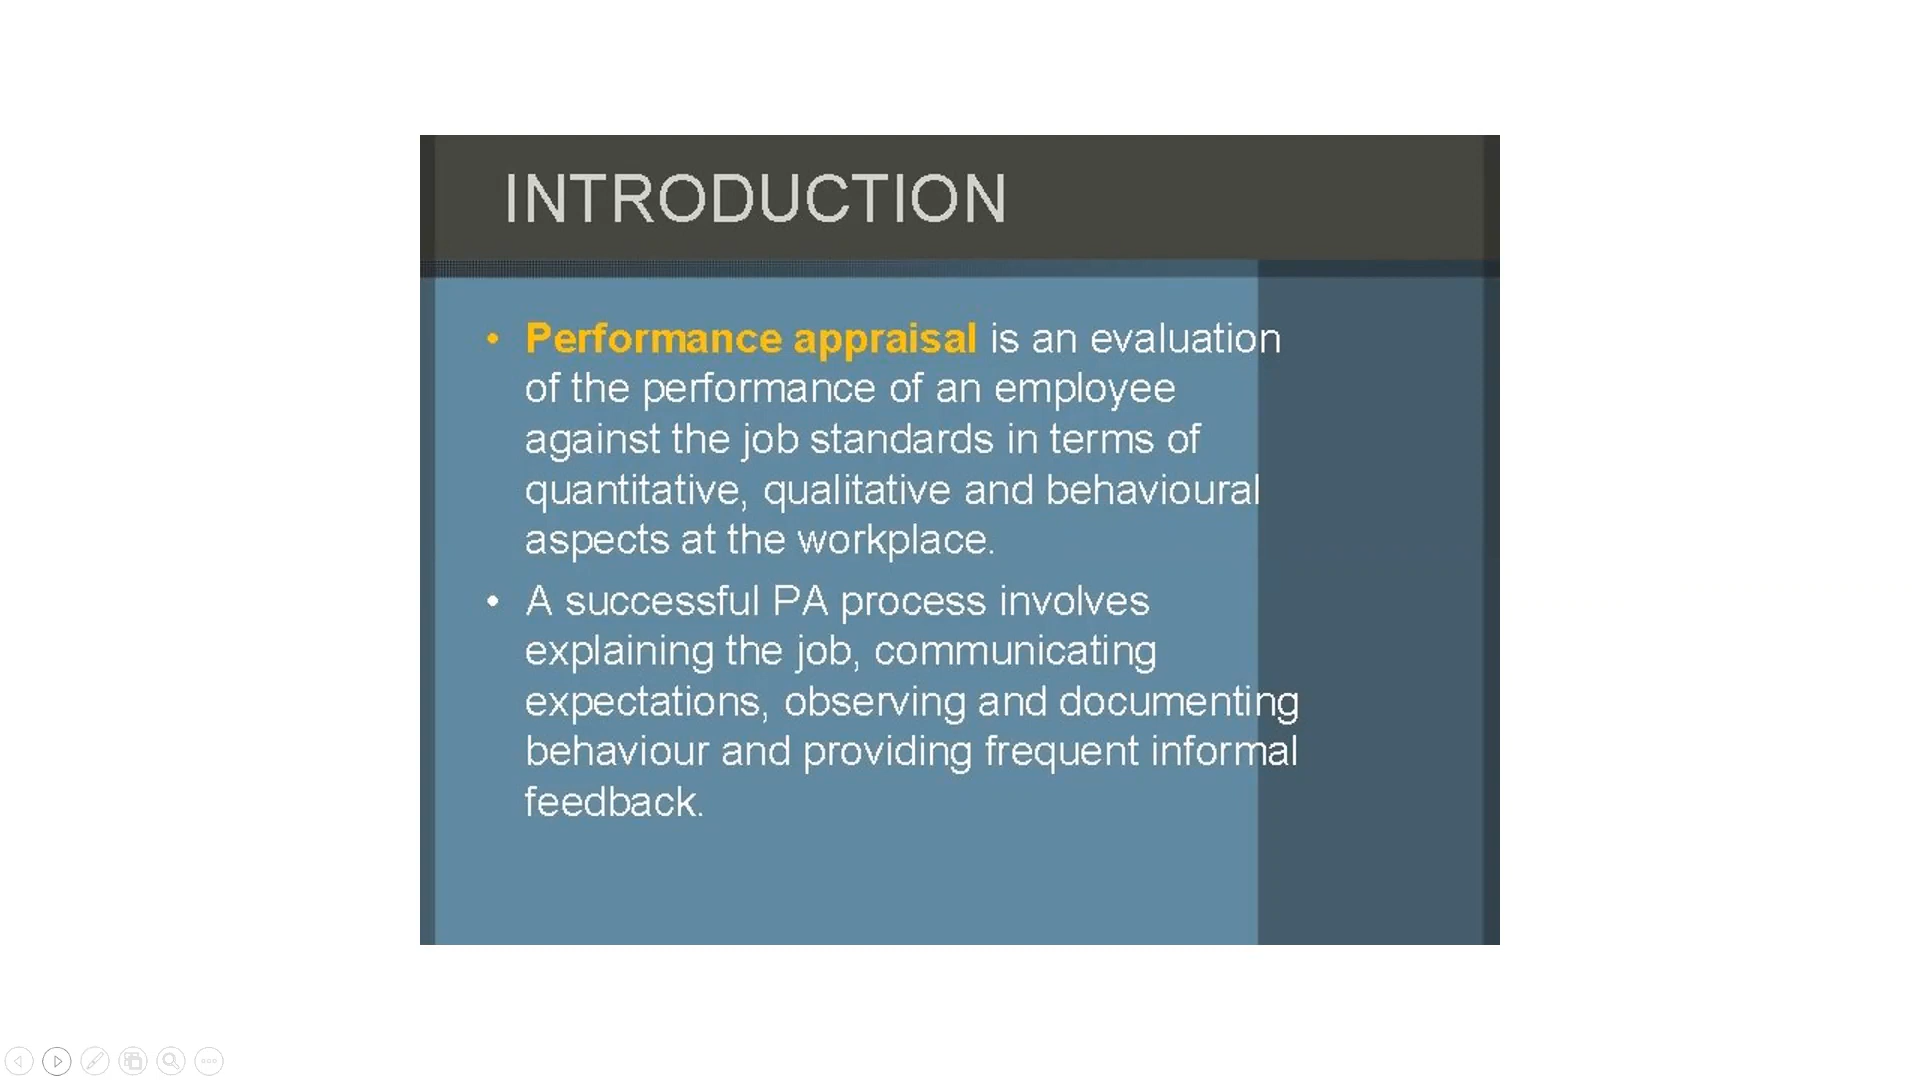 INTRODUCTION
• Performance appraisal is an evaluation
of the performance of an employee
against the job standards in terms of
quantitative, qualitative and behavioural
aspects at the workplace.
• A successful PA process involves
explaining the job, communicating
expectations, observing and documenting
behaviour and providing frequent informal
feedback.